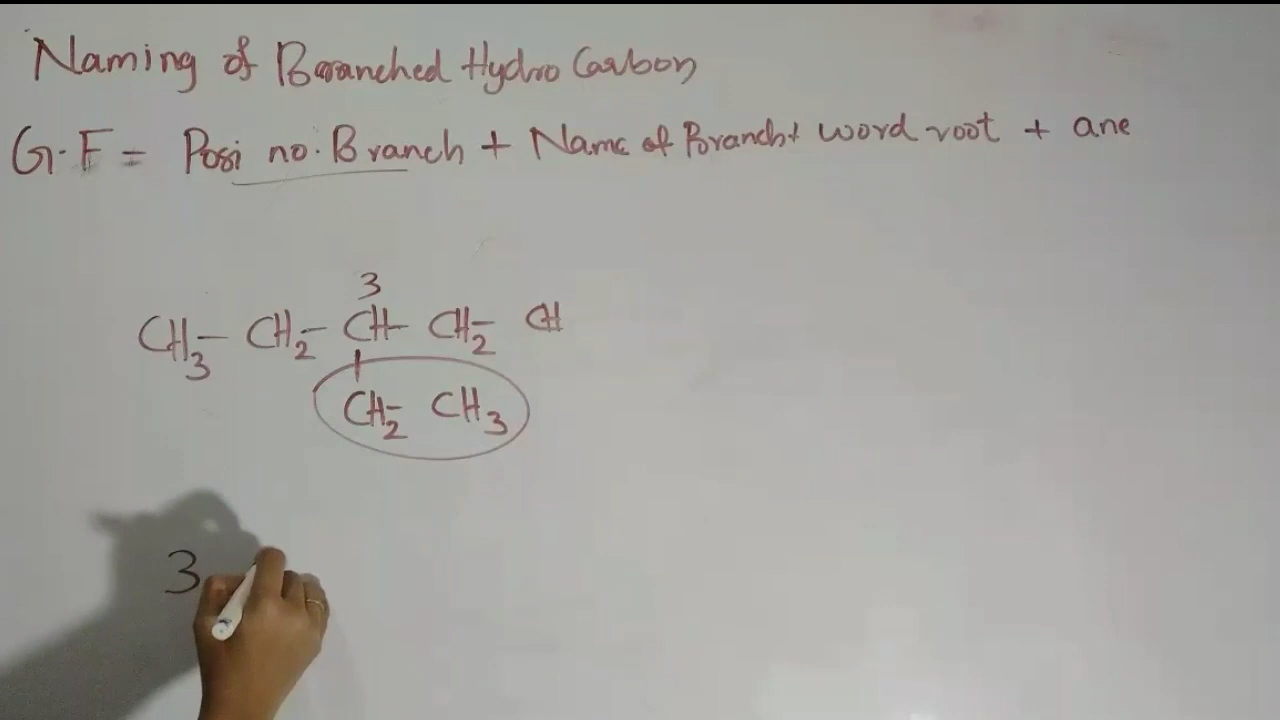 Naming of Branched Hydro Carbon
G.F = Posi no. Branch + Name of Branch + word root + ane
3
CH3 - CH2 - CH - CH2 - CH
CH2 - CH3
3